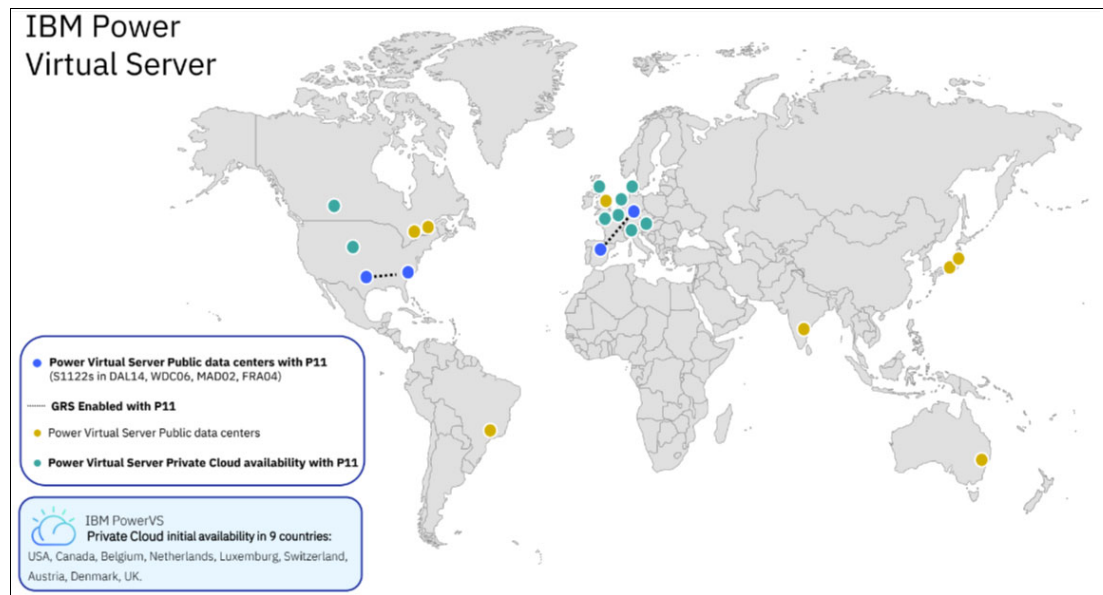 IBM Power
Virtual Server
Power Virtual Server Public data centers with P11
(S1122s in DAL14, WDC06, MAD02, FRA04)
GRS Enabled with P11
Power Virtual Server Public data centers
Power Virtual Server Private Cloud availability with P11
IBM PowerVS
Private Cloud initial availability in 9 countries:
USA, Canada, Belgium, Netherlands, Luxemburg, Switzerland,
Austria, Denmark, UK.